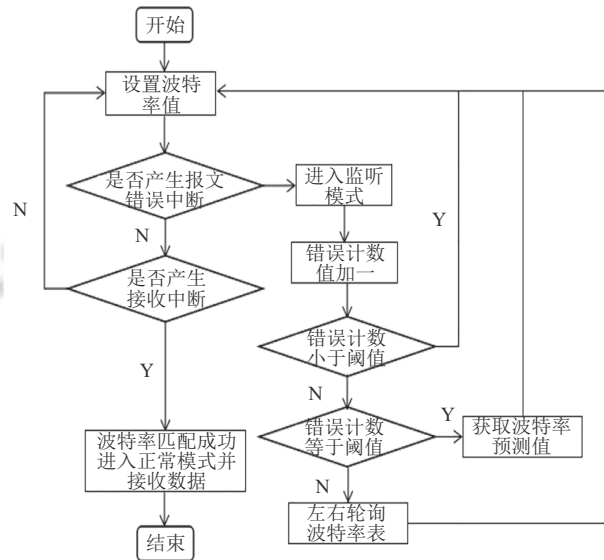 开始
设置波特
率值
是否产生报文
错误中断
进入监听
模式
N
Y
N
错误计数
值加一
是否产生
接收中断
错误计数
小于阈值
Y
N
错误计数
等于阈值
Y
获取波特率
预测值
波特率匹配成功
进入正常模式并
接收数据
N
左右轮询
波特率表
结束